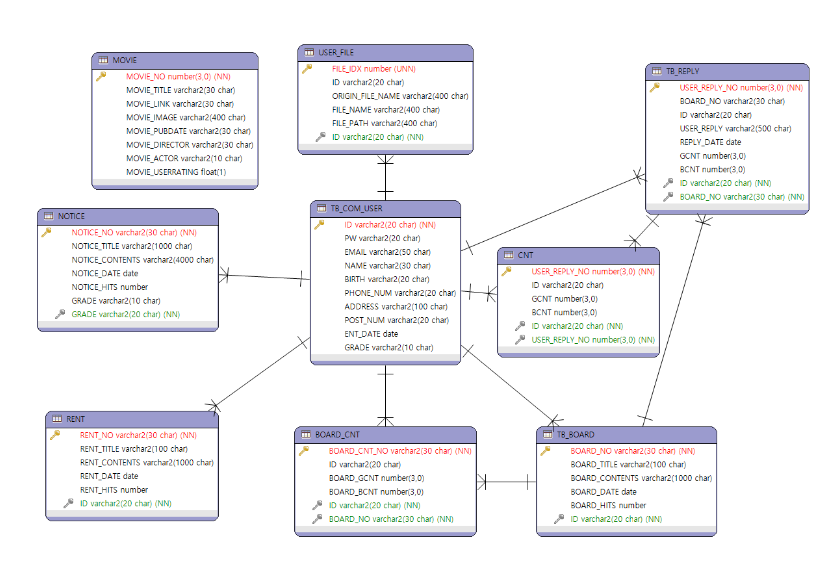 MOVIE
MOVIE_NO number(3,0) (NN)
MOVIE_TITLE varchar2(30 char)
MOVIE_LINK varchar2(30 char)
MOVIE_IMAGE varchar2(400 char)
MOVIE_PUBDATE varchar2(30 char)
MOVIE_DIRECTOR varchar2(30 char)
MOVIE_ACTOR varchar2(10 char)
MOVIE_USERRATING float(1)
USER_FILE
FILE_IDX number (UNN)
ID varchar2(20 char)
ORIGIN_FILE_NAME varchar2(400 char)
FILE_NAME varchar2(400 char)
FILE_PATH varchar2(400 char)
ID varchar2(20 char) (NN)
TB_REPLY
USER_REPLY_NO number(3,0) (NN)
BOARD_NO varchar2(30 char)
ID varchar2(20 char)
USER_REPLY varchar2(500 char)
REPLY_DATE date
GCNT number(3,0)
BCNT number(3,0)
ID varchar2(20 char) (NN)
BOARD_NO varchar2(30 char) (NN)
NOTICE
NOTICE_NO varchar2(30 char) (NN)
NOTICE_TITLE varchar2(1000 char)
NOTICE_CONTENTS varchar2(4000 char)
NOTICE_DATE date
NOTICE_HITS number
GRADE varchar2(10 char)
GRADE varchar2(20 char) (NN)
TB_COM_USER
ID varchar2(20 char) (NN)
PW varchar2(20 char)
EMAIL varchar2(50 char)
NAME varchar2(30 char)
BIRTH varchar2(20 char)
PHONE_NUM varchar2(20 char)
ADDRESS varchar2(100 char)
POST_NUM varchar2(20 char)
ENT_DATE date
GRADE varchar2(10 char)
CNT
USER_REPLY_NO number(3,0) (NN)
ID varchar2(20 char)
GCNT number(3,0)
BCNT number(3,0)
ID varchar2(20 char) (NN)
USER_REPLY_NO number(3,0) (NN)
RENT
RENT_NO varchar2(30 char) (NN)
RENT_TITLE varchar2(100 char)
RENT_CONTENTS varchar2(1000 char)
RENT_DATE date
RENT_HITS number
ID varchar2(20 char) (NN)
BOARD_CNT
BOARD_CNT_NO varchar2(30 char) (NN)
ID varchar2(20 char)
BOARD_GCNT number(3,0)
BOARD_BCNT number(3,0)
ID varchar2(20 char) (NN)
BOARD_NO varchar2(30 char) (NN)
TB_BOARD
BOARD_NO varchar2(30 char) (NN)
BOARD_TITLE varchar2(100 char)
BOARD_CONTENTS varchar2(1000 char)
BOARD_DATE date
BOARD_HITS number
ID varchar2(20 char) (NN)